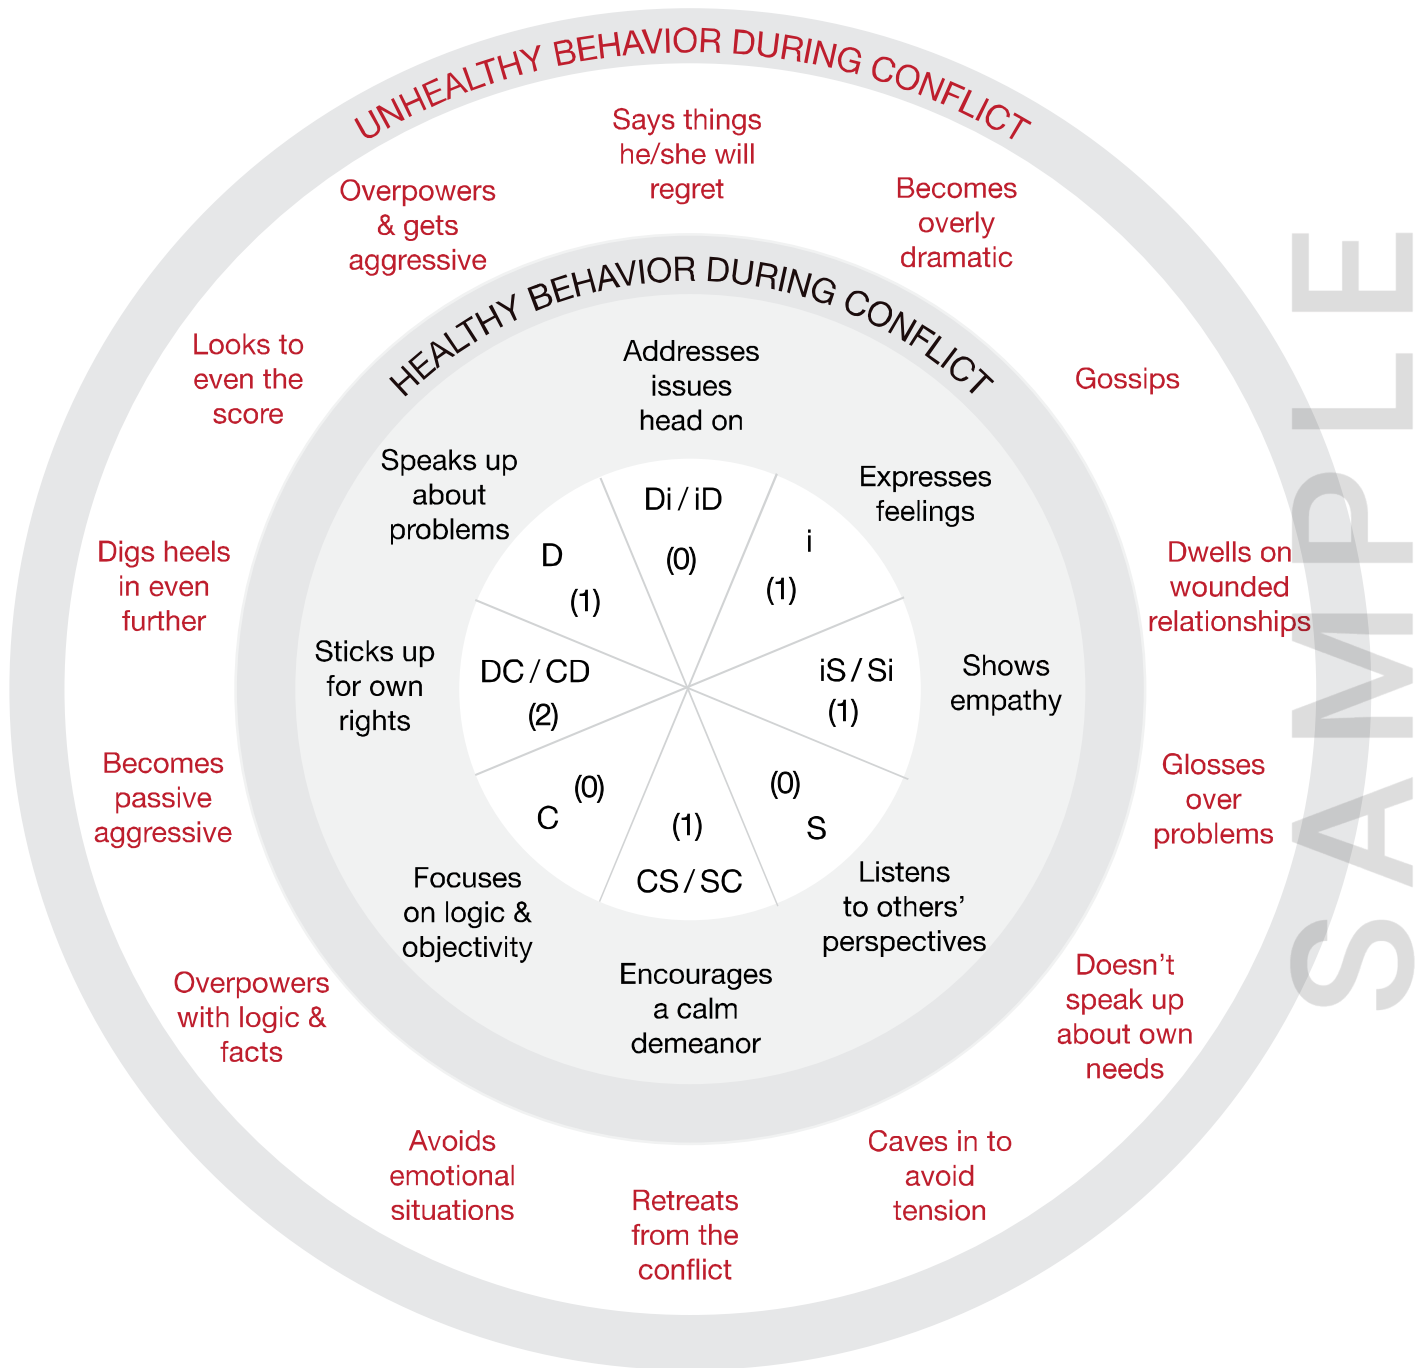 UNHEALTHY BEHAVIOR DURING CONFLICT
Says things
he/she will
regret
Becomes
overly
dramatic
Gossips
Dwells on
wounded
relationships
Glosses
over
problems
Doesn't
speak up
about own
needs
Caves in to
avoid
tension
Retreats
from the
conflict
Avoids
emotional
situations
Overpowers
with logic &
facts
Becomes
passive
aggressive
Digs heels
in even
further
Looks to
even the
score
Overpowers
& gets
aggressive
HEALTHY BEHAVIOR DURING CONFLICT
Addresses
issues
head on
Expresses
feelings
Shows
empathy
Listens
to others’
perspectives
Encourages
a calm
demeanor
Focuses
on logic &
objectivity
Sticks up
for own
rights
Speaks up
about
problems
Di / iD
(0)
i
(1)
iS / Si
(1)
(0)
S
(1)
CS / SC
(0)
C
DC / CD
(2)
D
(1)
SAMPLE